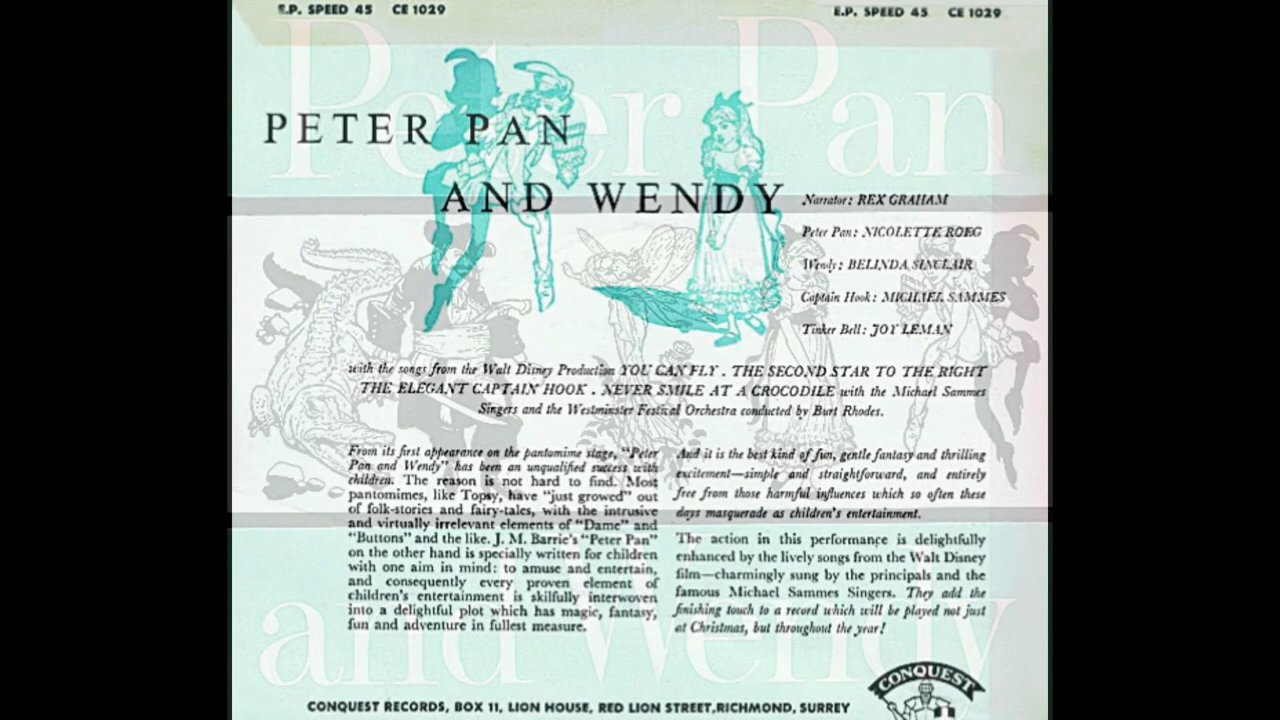 E.P. SPEED 45 CE 1029
E.P. SPEED 45 CE 1029
Peter Pan
PETER PAN
AND WENDY
Narrator: REX GRAHAM
Peter Pan: NICOLETTE ROEG
Wendy: BELINDA SINCLAIR
Captain Hook: MICHAEL SAMMES
Tinker Bell: JOY LEMAN
with the songs from the Walt Disney Production YOU CAN FLY . THE SECOND STAR TO THE RIGHT
THE ELEGANT CAPTAIN HOOK . NEVER SMILE AT A CROCODILE with the Michael Sammes
Singers and the Westminster Festival Orchestra conducted by Burt Rhodes.
From its first appearance on the pantomime stage, "Peter
Pan and Wendy" has been an unqualified success with
children. The reason is not hard to find. Most
pantomimes, like Topsy, have "just growed" out
of folk-stories and fairy-tales, with the intrusive
and virtually irrelevant elements of "Dame" and
"Buttons" and the like. J. M. Barrie's "Peter Pan"
on the other hand is specially written for children
with one aim in mind: to amuse and entertain,
and consequently every proven element of
children's entertainment is skilfully interwoven
into a delightful plot which has magic, fantasy,
fun and adventure in fullest measure.
And it is the best kind of fun, gentle fantasy and thrilling
excitement—simple and straightforward, and entirely
free from those harmful influences which so often these
days masquerade as children's entertainment.
The action in this performance is delightfully
enhanced by the lively songs from the Walt Disney
film—charmingly sung by the principals and the
famous Michael Sammes Singers. They add the
finishing touch to a record which will be played not just
at Christmas, but throughout the year!
and Wendy
CONQUEST
CONQUEST RECORDS, BOX 11, LION HOUSE, RED LION STREET, RICHMOND, SURREY